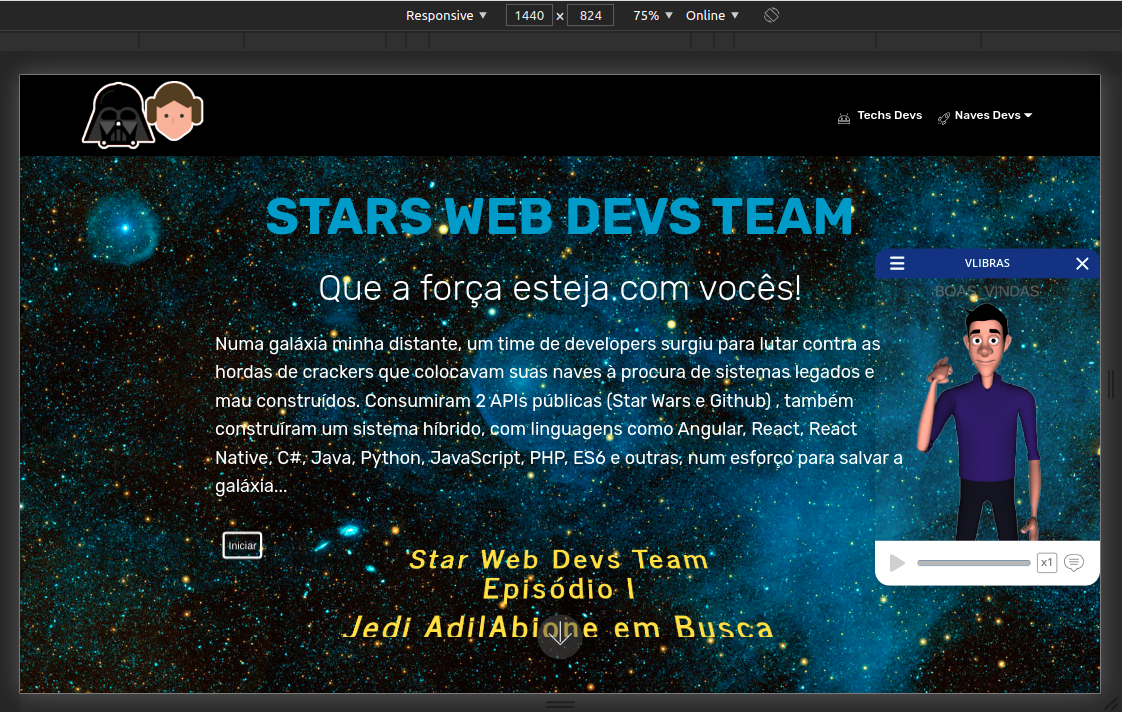 Responsive ▼ 1440 × 824 75% ▼ Online ▼
Techs Devs Naves Devs
STARS WEB DEVS TEAM
VLIBRAS
BOAS_VINDAS
Que a força esteja com vocês!
Numa galáxia minha distante, um time de developers surgiu para lutar contra as
hordas de crackers que colocavam suas naves à procura de sistemas legados e
mau construídos. Consumiram 2 APIs públicas (Star Wars e Github) , também
construíram um sistema híbrido, com linguagens como Angular, React, React
Native, C#, Java, Python, JavaScript, PHP, ES6 e outras, num esforço para salvar a
galáxia...
Iniciar
x1
Star Web Devs Team
Episódio I
Jedi AdilAbione em Busca